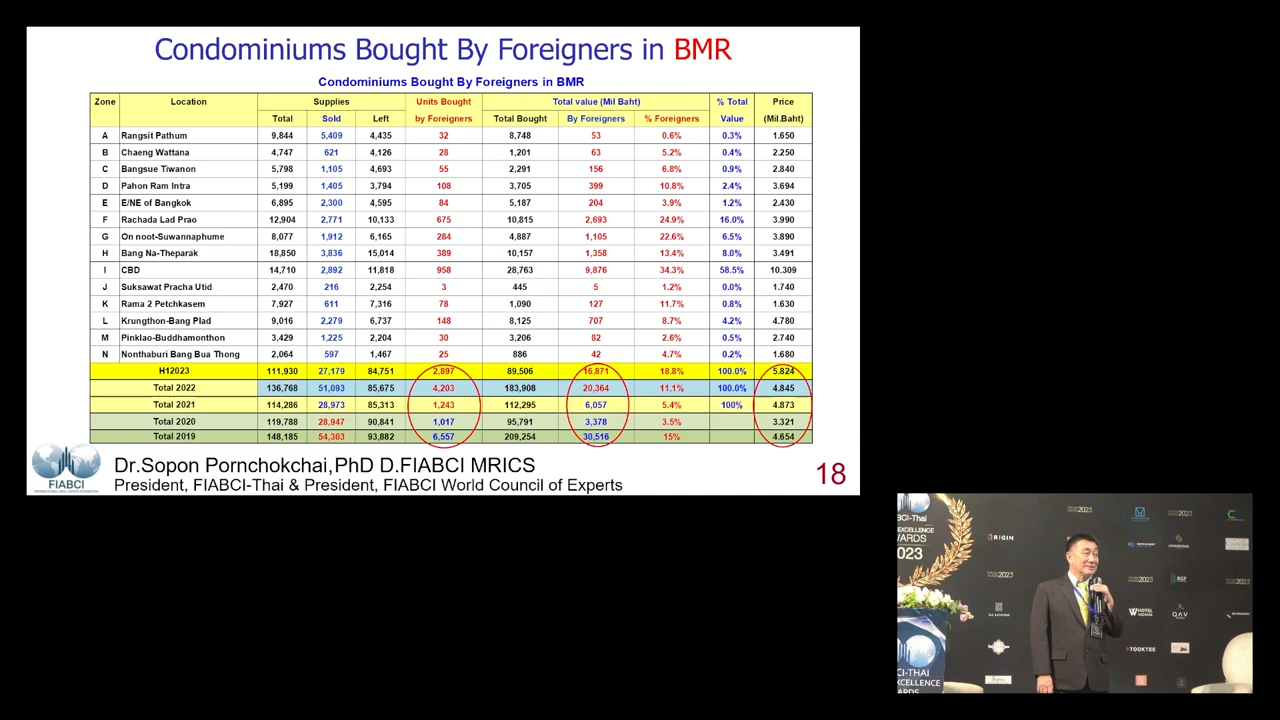 Condominiums Bought By Foreigners in BMR
Condominiums Bought By Foreigners in BMR
Zone Location Supplies Units Bought Total value (Mil Baht) % Total Price
Total Sold Left by Foreigners Total Bought By Foreigners % Foreigners Value (Mil.Baht)
A Rangsit Pathum 9,844 5,409 4,435 32 8,748 53 0.6% 0.3% 1.650
B Chaeng Wattana 4,747 621 4,126 28 1,201 63 5.2% 0.4% 2.250
C Bangsue Tiwanon 5,798 1,105 4,693 55 2,291 156 6.8% 0.9% 2.840
D Pahon Ram Intra 5,199 1,405 3,794 108 3,705 399 10.8% 2.4% 3.694
E E/NE of Bangkok 6,895 2,300 4,595 84 5,187 204 3.9% 1.2% 2.430
F Rachada Lad Prao 12,904 2,771 10,133 675 10,815 2,693 24.9% 16.0% 3.990
G On noot-Suwannaphume 8,077 1,912 6,165 284 4,887 1,105 22.6% 6.5% 3.890
H Bang Na-Theparak 18,850 3,836 15,014 389 10,157 1,358 13.4% 8.0% 3.491
I CBD 14,710 2,892 11,818 958 28,763 9,876 34.3% 58.5% 10.309
J Suksawat Pracha Utid 2,470 216 2,254 3 445 5 1.2% 0.0% 1.740
K Rama 2 Petchkasem 7,927 611 7,316 78 1,090 127 11.7% 0.8% 1.630
L Krungthon-Bang Plad 9,016 2,279 6,737 148 8,125 707 8.7% 4.2% 4.780
M Pinklao-Buddhamonthon 3,429 1,225 2,204 30 3,206 82 2.6% 0.5% 2.740
N Nonthaburi Bang Bua Thong 2,064 597 1,467 25 886 42 4.7% 0.2% 1.680
H12023 111,930 27,179 84,751 2,897 89,506 16,871 18.8% 100.0% 5.824
Total 2022 136,768 51,093 85,675 4,203 183,908 20,364 11.1% 100.0% 4.845
Total 2021 114,286 28,973 85,313 1,243 112,295 6,057 5.4% 100% 4.873
Total 2020 119,788 28,947 90,841 1,017 95,791 3,378 3.5% 3.321
Total 2019 148,185 54,303 93,882 6,557 209,254 30,516 15% 4.654
FIABCI
Dr.Sopon Pornchokchai,PhD D.FIABCI MRICS
President, FIABCI-Thai & President, FIABCI World Council of Experts
18
CI-Thai
EXCELLENCE
WARDS
023
RIGIN
2023
2023
2023
2023
RGP
HOTEL
QAV
TOOKTEE
CI-THAI
EXCELLENCE
ARDS